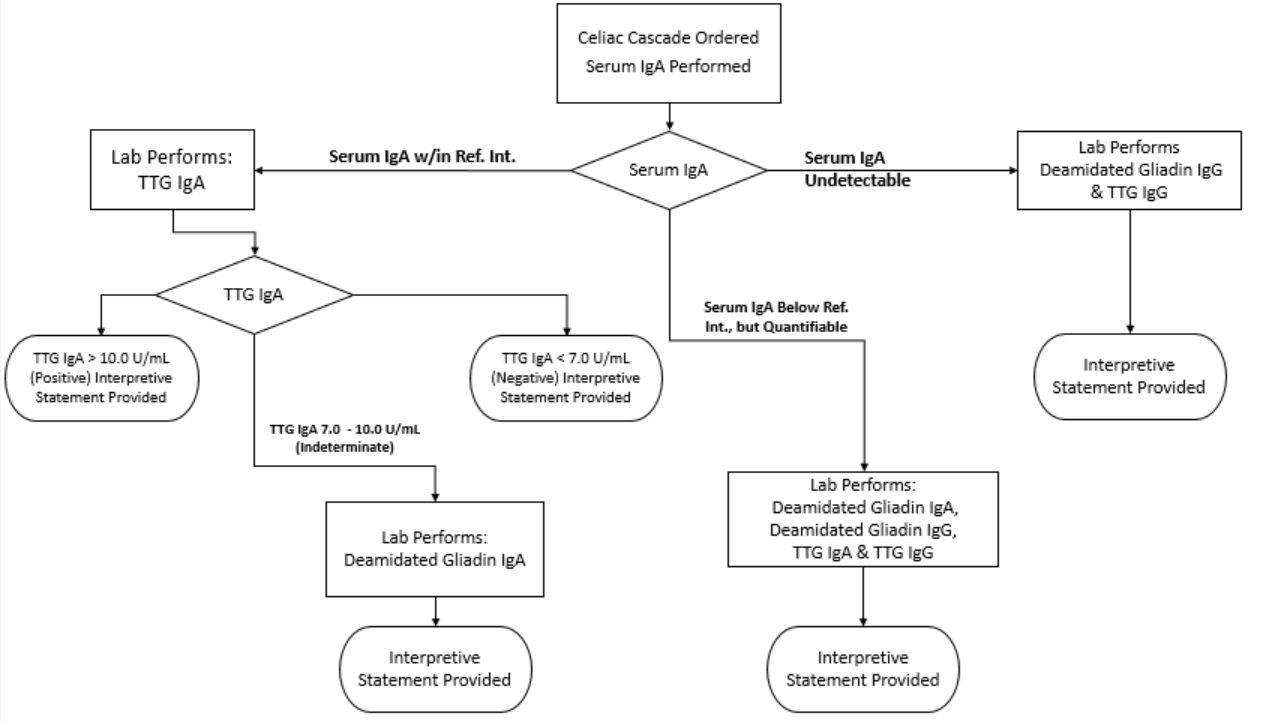 Celiac Cascade Ordered
Serum IgA Performed
Lab Performs:
TTG IgA
Serum IgA w/in Ref. Int.
Serum IgA
Serum IgA
Undetectable
Lab Performs
Deamidated Gliadin IgG
& TTG IgG
TTG IgA
Serum IgA Below Ref.
Int., but Quantifiable
TTG IgA > 10.0 U/mL
(Positive) Interpretive
Statement Provided
TTG IgA < 7.0 U/mL
(Negative) Interpretive
Statement Provided
Interpretive
Statement Provided
TTG IgA 7.0 - 10.0 U/mL
(Indeterminate)
Lab Performs:
Deamidated Gliadin IgA
Lab Performs:
Deamidated Gliadin IgA,
Deamidated Gliadin IgG,
TTG IgA & TTG IgG
Interpretive
Statement Provided
Interpretive
Statement Provided